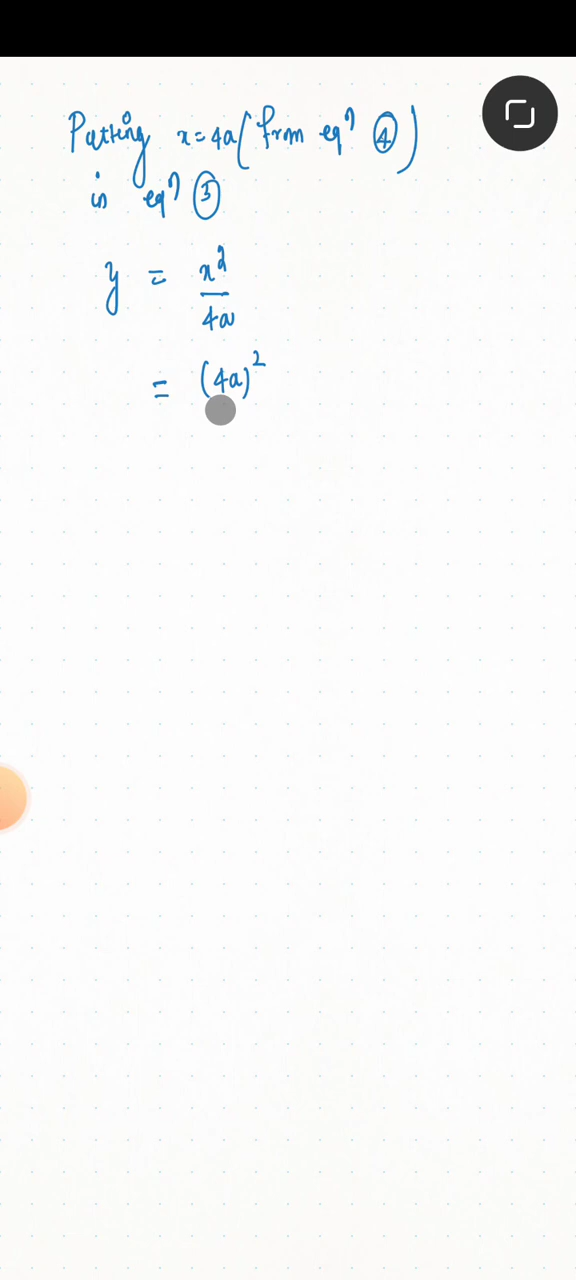 Putting x = 4a (from eqⁿ ④)
in eqⁿ ③
y = x²/4a
= (4a)²